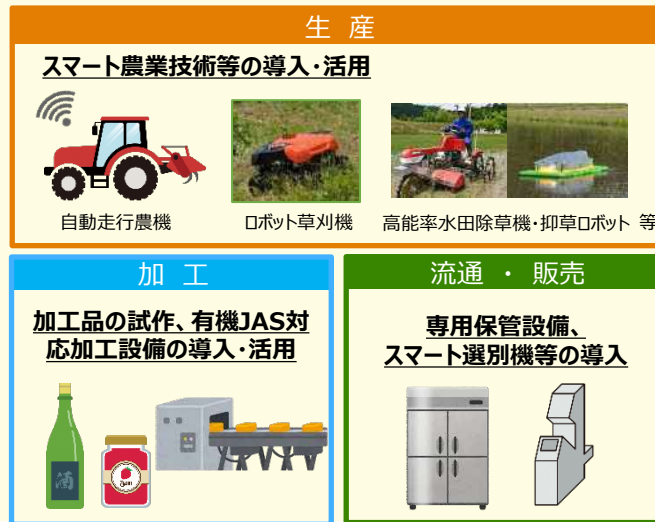 生 産
スマート農業技術等の導入・活用
自動走行農機
ロボット草刈機
高能率水田除草機・抑草ロボット 等
加 工
加工品の試作、有機JAS対
応加工設備の導入・活用
酒
Jam
流通 ・ 販売
専用保管設備、
スマート選別機等の導入